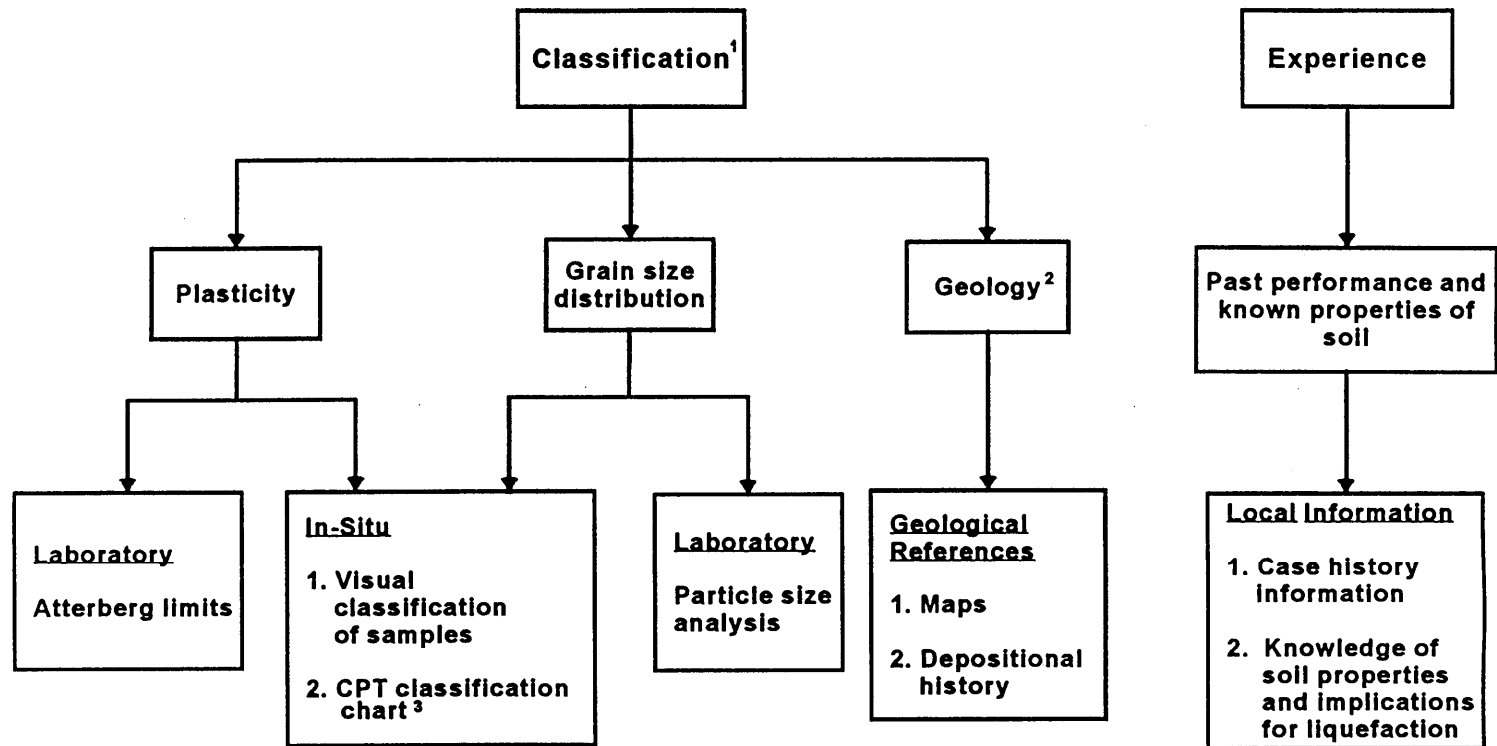 Classification¹
Experience
Plasticity
Grain size
distribution
Geology²
Past performance and
known properties of
soil
Laboratory
Atterberg limits
In-Situ
1. Visual
classification
of samples
2. CPT classification
chart³
Laboratory
Particle size
analysis
Geological
References
1. Maps
2. Depositional
history
Local Information
1. Case history
information
2. Knowledge of
soil properties
and implications
for liquefaction